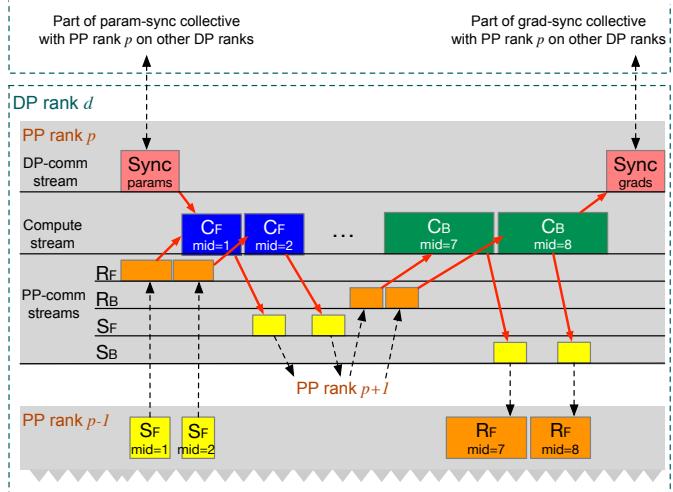 Part of param-sync collective
with PP rank p on other DP ranks
Part of grad-sync collective
with PP rank p on other DP ranks
DP rank d
PP rank p
DP-comm
stream
Sync
params
Sync
grads
Compute
stream
CF
mid=1
CF
mid=2
...
CB
mid=7
CB
mid=8
PP-comm
streams
RF
RB
SF
SB
PP rank p+1
PP rank p-1
SF
mid=1
SF
mid=2
RF
mid=7
RF
mid=8